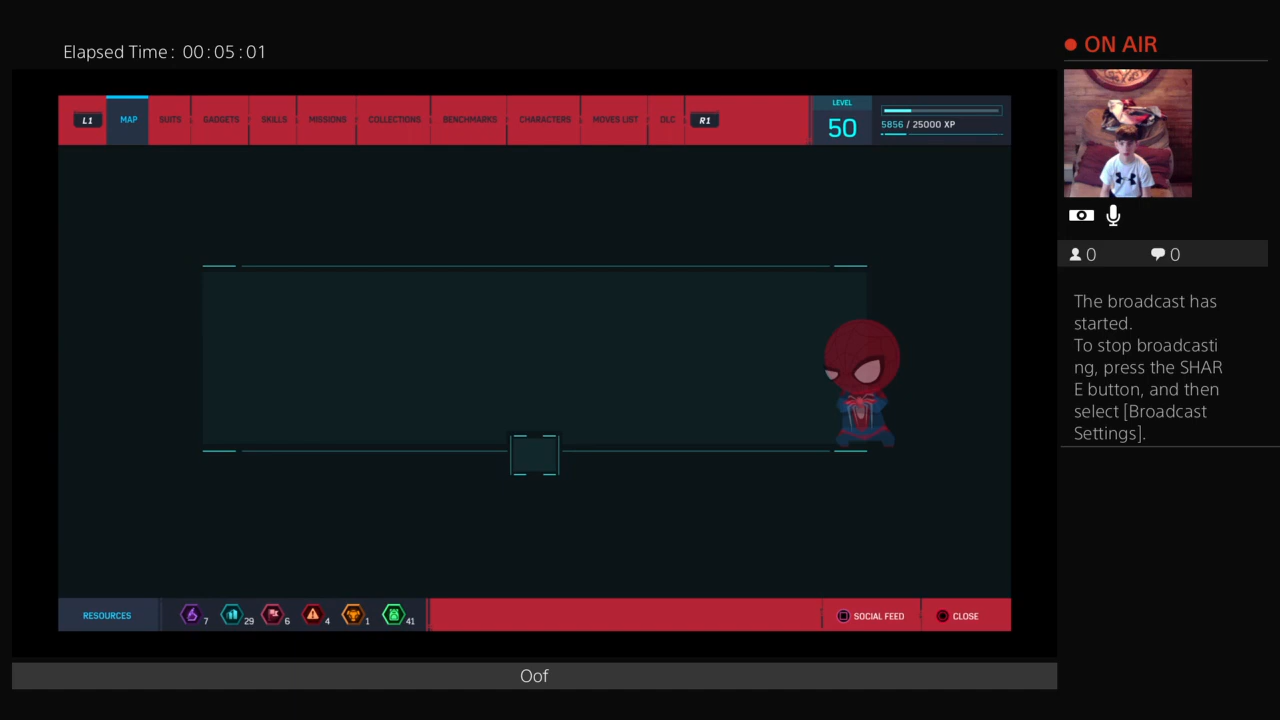 Elapsed Time: 00:05:01
ON AIR
L1 MAP SUITS GADGETS SKILLS MISSIONS COLLECTIONS BENCHMARKS CHARACTERS MOVES LIST DLC R1
LEVEL
50
5856 / 25000 XP
0 0
The broadcast has
started.
To stop broadcasti
ng, press the SHAR
E button, and then
select [Broadcast
Settings].
RESOURCES 7 29 6 4 1 41 SOCIAL FEED CLOSE
Oof